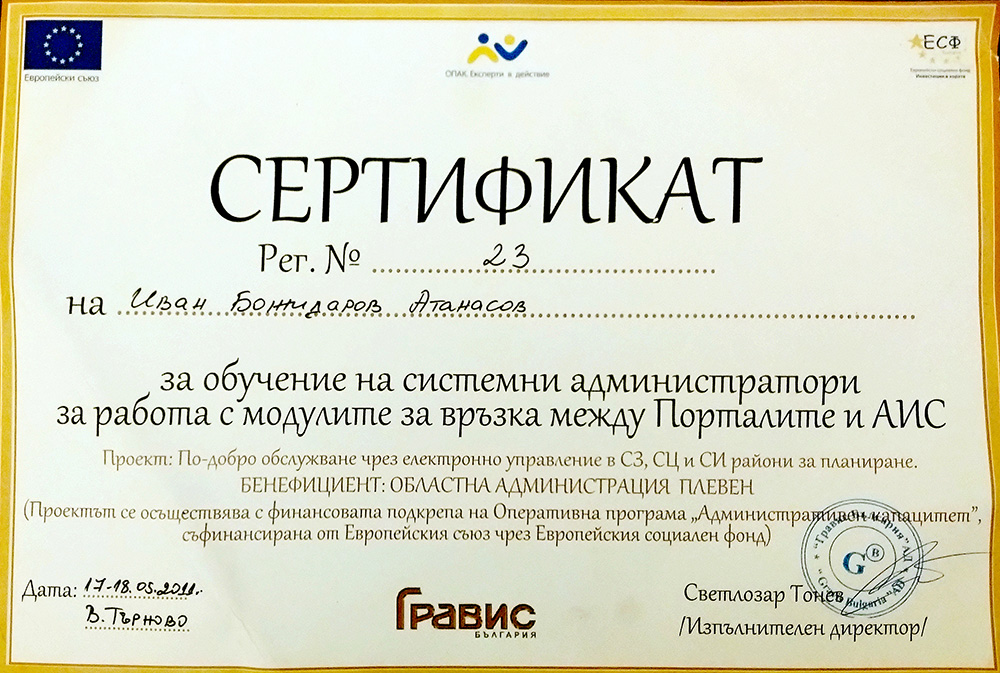 Европейски съюз
ОПАК. Експерти в действие
ЕСФ
Европейски социален фонд
Инвестиции в хората
СЕРТИФИКАТ
Рег. № 23
на Иван Божидаров Атанасов
за обучение на системни администратори
за работа с модулите за връзка между Порталите и АИС
Проект: По-добро обслужване чрез електронно управление в СЗ, СЦ и СИ райони за планиране.
БЕНЕФИЦИЕНТ: ОБЛАСТНА АДМИНИСТРАЦИЯ ПЛЕВЕН
(Проектът се осъществява с финансовата подкрепа на Оперативна програма „Административен капацитет”,
съфинансирана от Европейския съюз чрез Европейския социален фонд)
"Гравис България" АД
G B
Bulgaria" AD
Дата: 17-18.05.2011г.
В. Търново
Гравис
БЪЛГАРИЯ
Светлозар Тонев
/Изпълнителен директор/